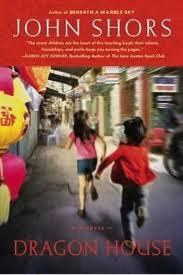 Author of BENEATH A MARBLE SKY
JOHN SHORS
"The street children are the heart of this touching book: their talents,
friendships, and perils keep you turning the pages."
—KAREN JOY FOWLER, Bestselling Author of The Jane Austen Book Club
A NOVEL
DRAGON HOUSE